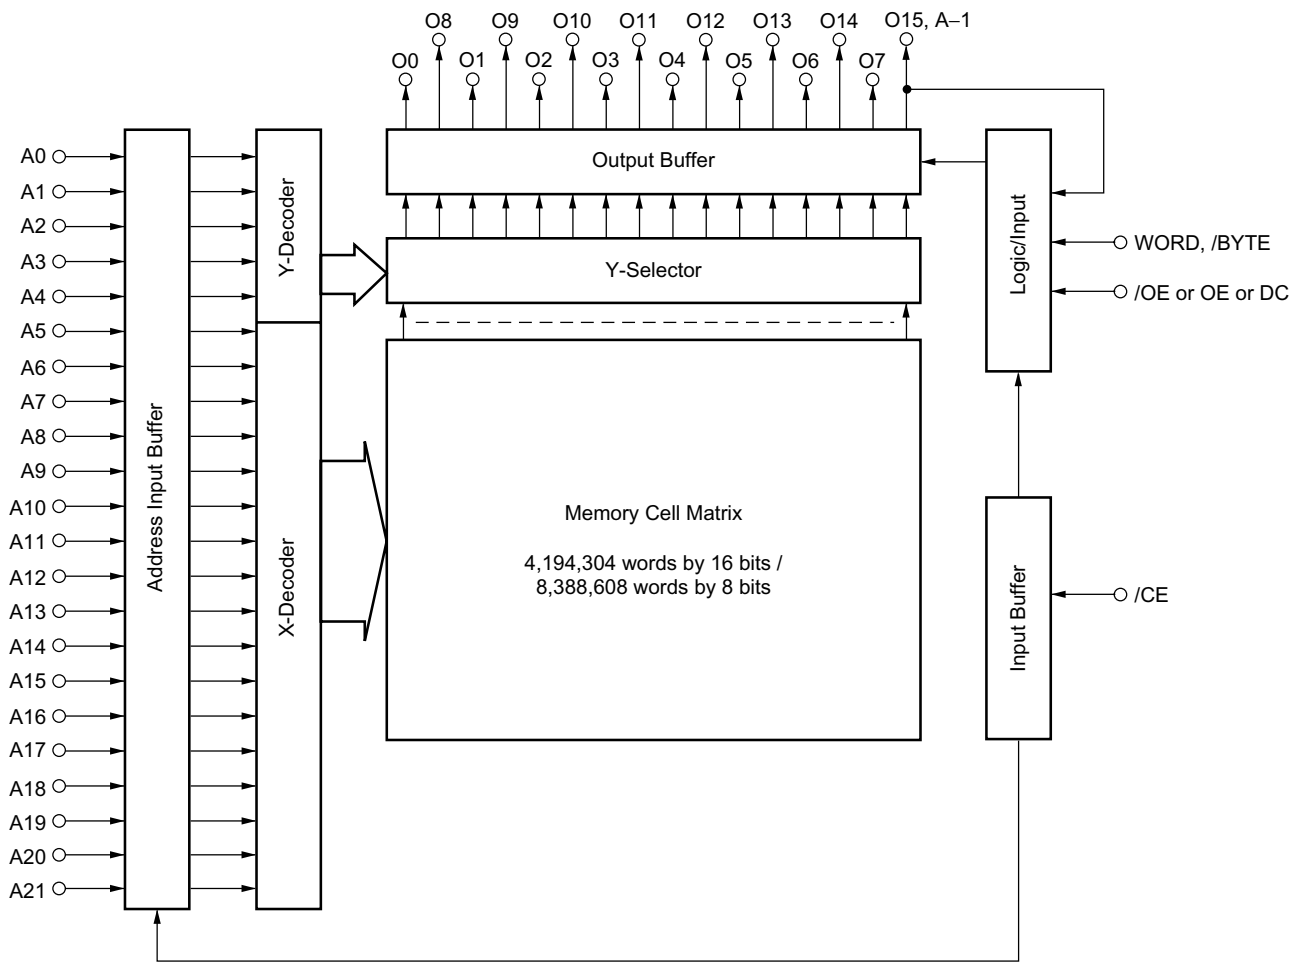 O8 O9 O10 O11 O12 O13 O14 O15, A–1
O0 O1 O2 O3 O4 O5 O6 O7
A0
A1
A2
A3
A4
A5
A6
A7
A8
A9
A10
A11
A12
A13
A14
A15
A16
A17
A18
A19
A20
A21
Address Input Buffer
Y-Decoder
X-Decoder
Output Buffer
Y-Selector
Memory Cell Matrix
4,194,304 words by 16 bits /
8,388,608 words by 8 bits
Logic/Input
WORD, /BYTE
/OE or OE or DC
Input Buffer
/CE